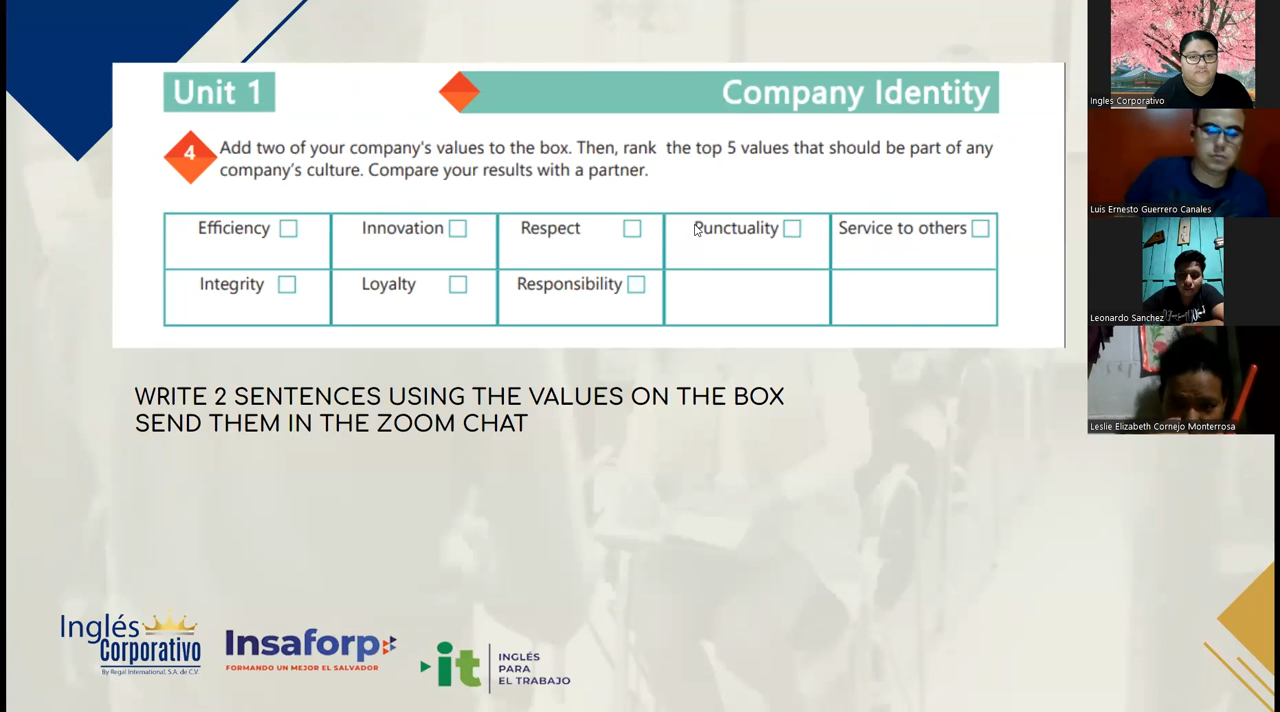 Unit 1
Company Identity
4
Add two of your company's values to the box. Then, rank the top 5 values that should be part of any
company's culture. Compare your results with a partner.
Efficiency
Innovation
Respect
Punctuality
Service to others
Integrity
Loyalty
Responsibility
WRITE 2 SENTENCES USING THE VALUES ON THE BOX
SEND THEM IN THE ZOOM CHAT
Inglés
Corporativo
By Regal International, S.A. de C.V.
Insaforp
FORMANDO UN MEJOR EL SALVADOR
it
INGLÉS
PARA
EL TRABAJO
Ingles Corporativo
Luis Ernesto Guerrero Canales
Leonardo Sanchez
Leslie Elizabeth Cornejo Monterrosa